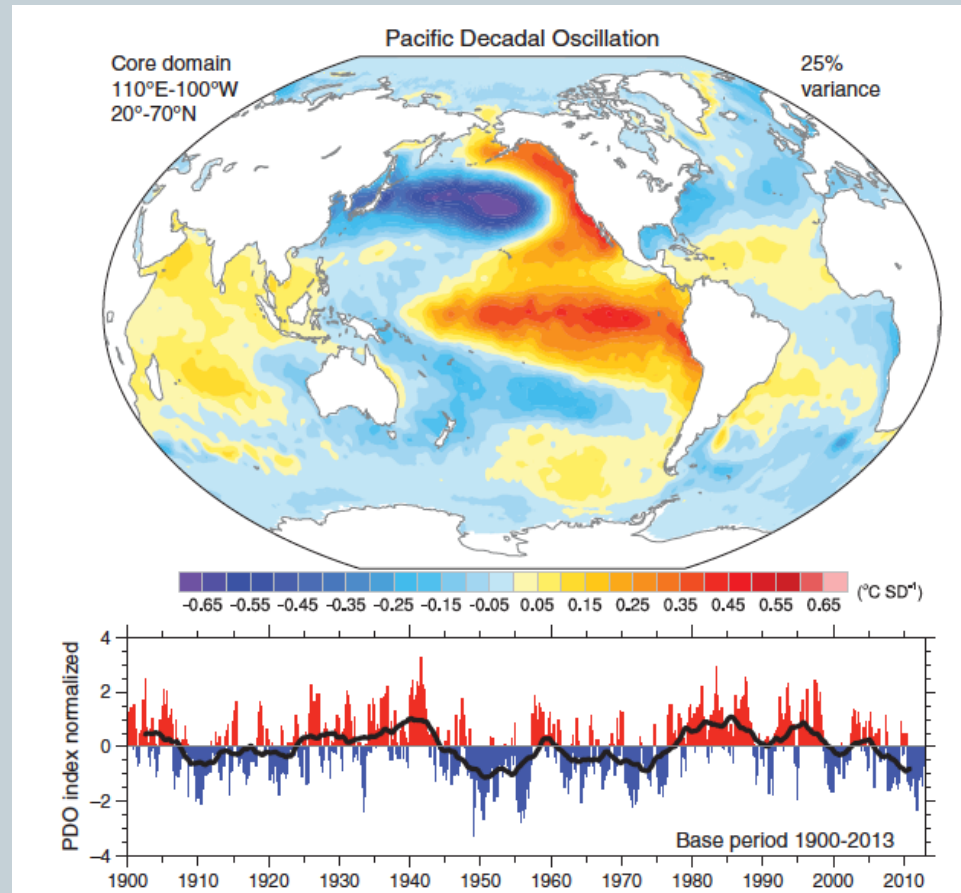 Pacific Decadal Oscillation
Core domain
110°E-100°W
20°-70°N
25%
variance
-0.65 -0.55 -0.45 -0.35 -0.25 -0.15 -0.05 0.05 0.15 0.25 0.35 0.45 0.55 0.65 (°C SD⁻¹)
PDO index normalized
4
2
0
−2
−4
Base period 1900-2013
1900 1910 1920 1930 1940 1950 1960 1970 1980 1990 2000 2010